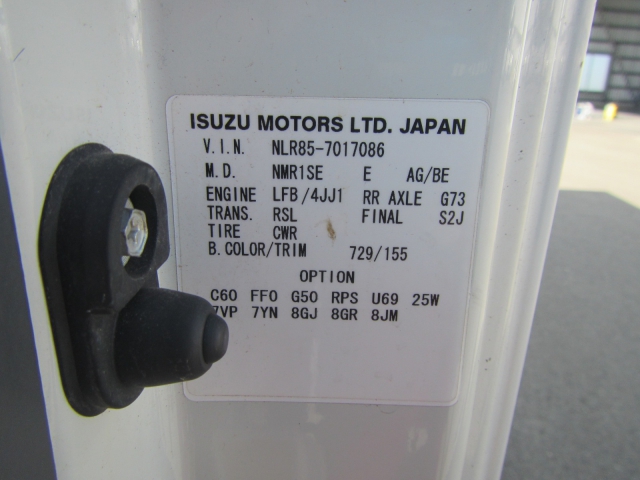 ISUZU MOTORS LTD. JAPAN
V.I.N. NLR85-7017086
M.D. NMR1SE E AG/BE
ENGINE LFB/4JJ1 RR AXLE G73
TRANS. RSL FINAL S2J
TIRE CWR
B.COLOR/TRIM 729/155
OPTION
C60 FF0 G50 RPS U69 25W
7VP 7YN 8GJ 8GR 8JM